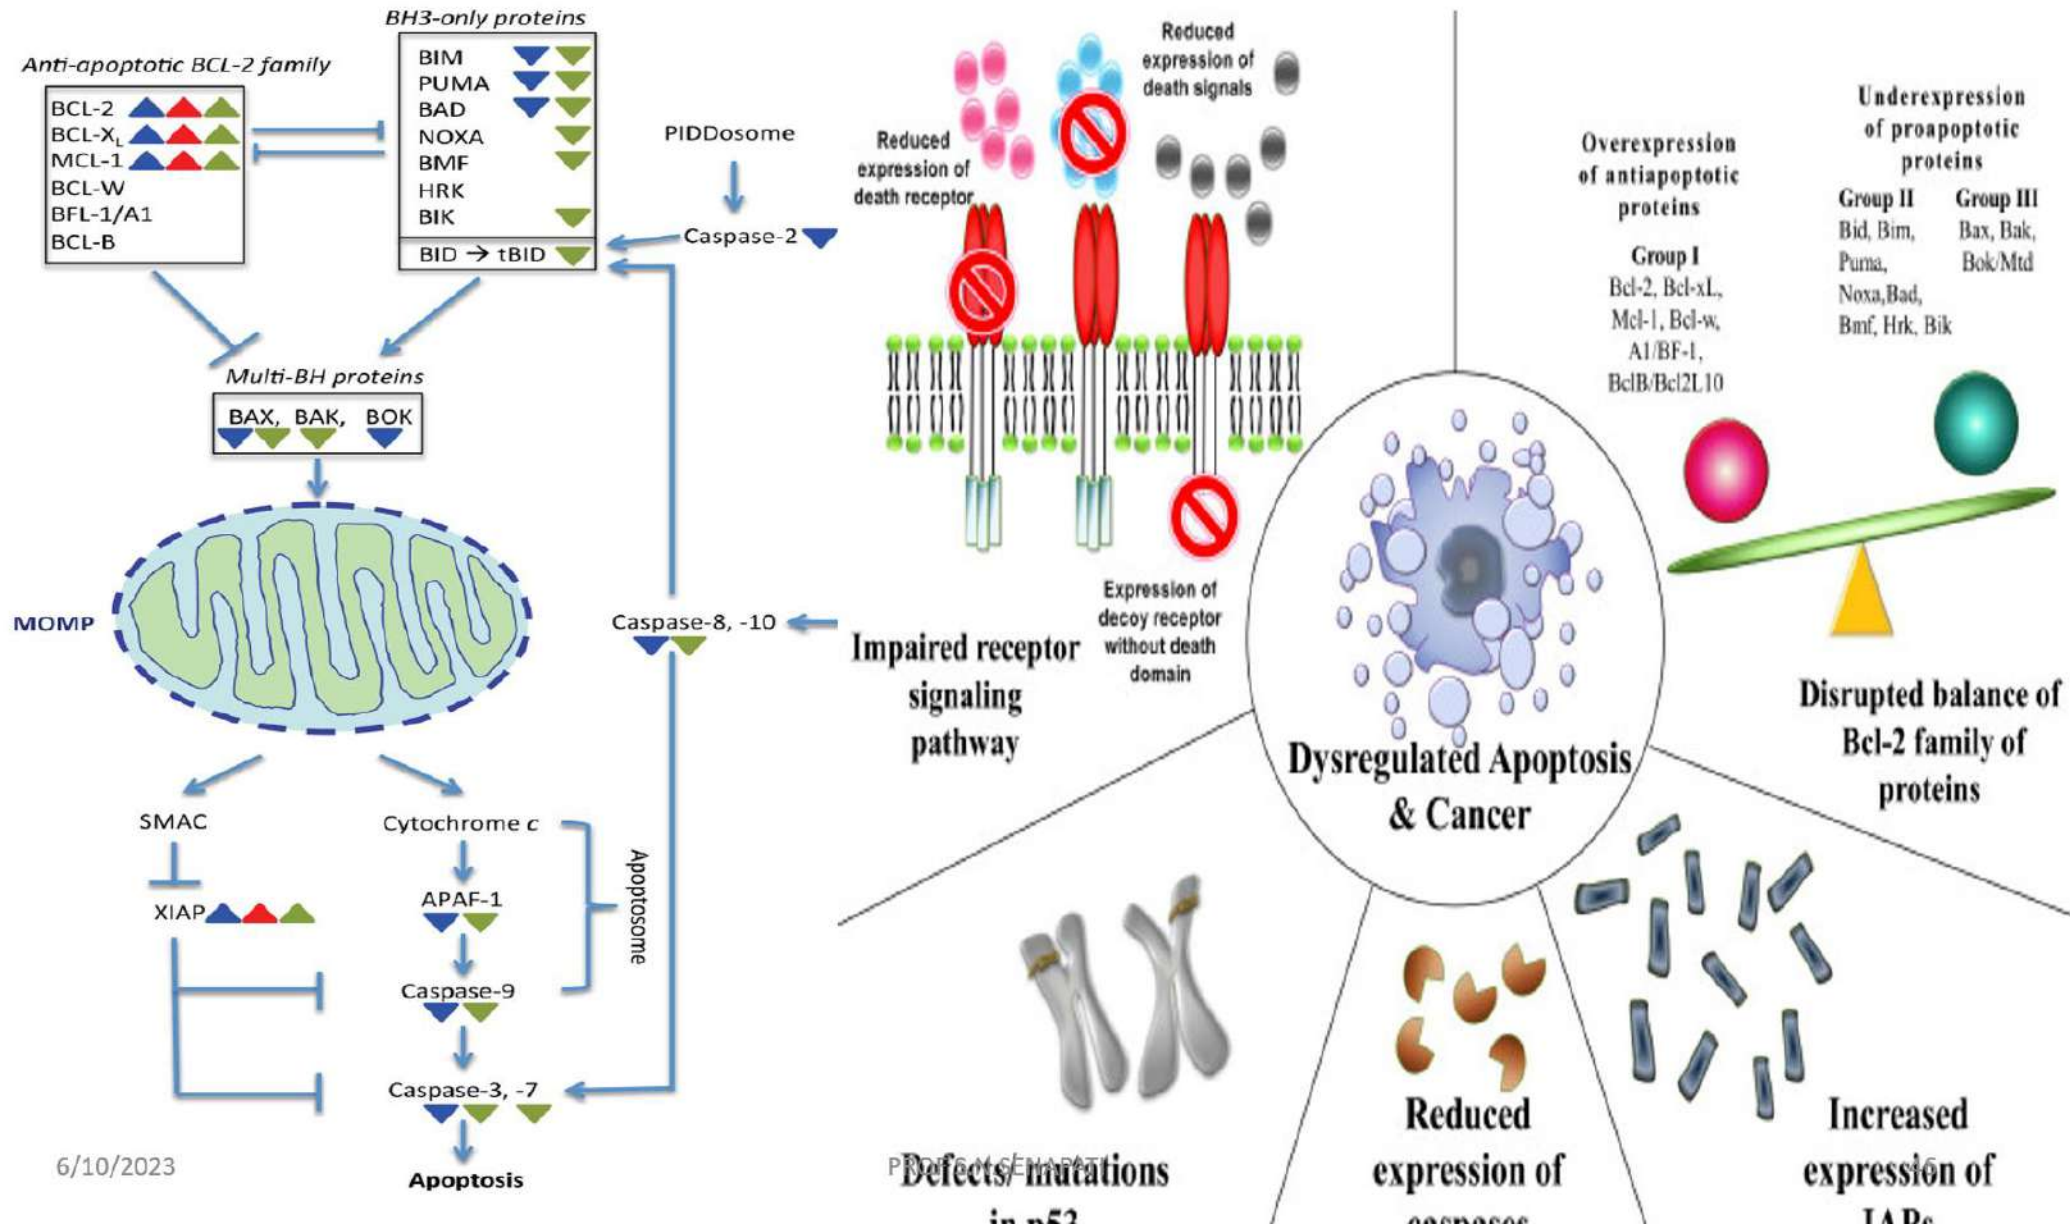 BH3-only proteins
Anti-apoptotic BCL-2 family
BCL-2
BCL-XL
MCL-1
BCL-W
BFL-1/A1
BCL-B
BIM
PUMA
BAD
NOXA
BMF
HRK
BIK
BID → tBID
PIDDosome
Caspase-2
Multi-BH proteins
BAX, BAK, BOK
MOMP
Caspase-8, -10
SMAC
Cytochrome c
XIAP
APAF-1
Caspase-9
Apoptosome
Caspase-3, -7
Apoptosis
6/10/2023
Reduced
expression of
death signals
Reduced
expression of
death receptor
Expression of
decoy receptor
without death
domain
Impaired receptor
signaling
pathway
Overexpression
of antiapoptotic
proteins
Group I
Bcl-2, Bcl-xL,
Mcl-1, Bcl-w,
A1/BF-1,
BclB/Bcl2L10
Underexpression
of proapoptotic
proteins
Group II
Bid, Bim,
Puma,
Noxa,Bad,
Bmf, Hrk, Bik
Group III
Bax, Bak,
Bok/Mtd
Disrupted balance of
Bcl-2 family of
proteins
Dysregulated Apoptosis
& Cancer
Defects/ mutations
in p53
PROF S.N.SENAPATI
Reduced
expression of
caspases
Increased
expression of
IAPs
46